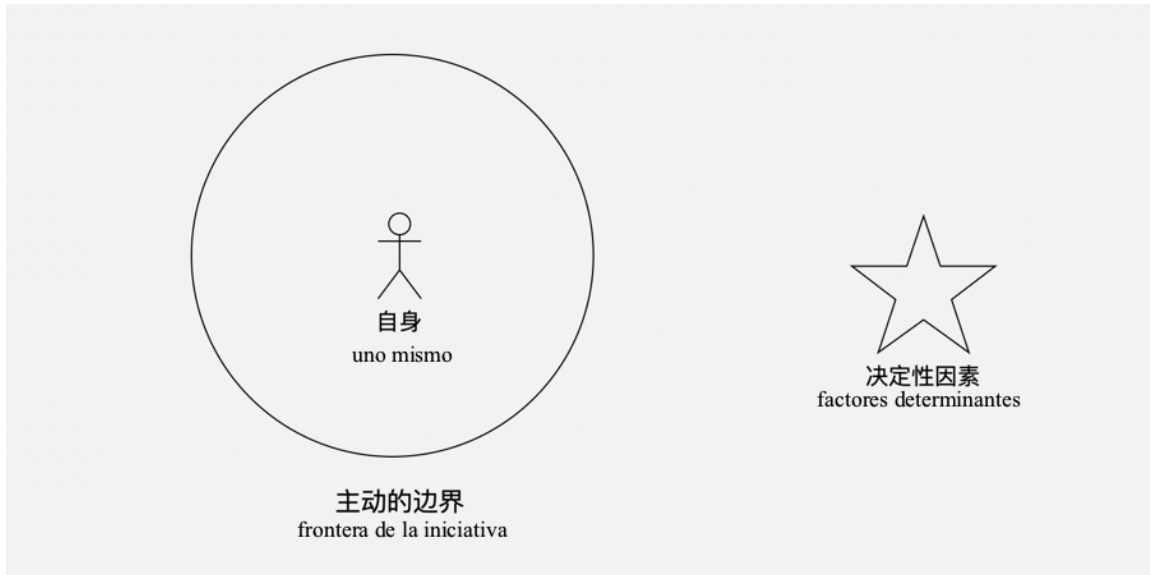 自身
uno mismo
决定性因素
factores determinantes
主动的边界
frontera de la iniciativa